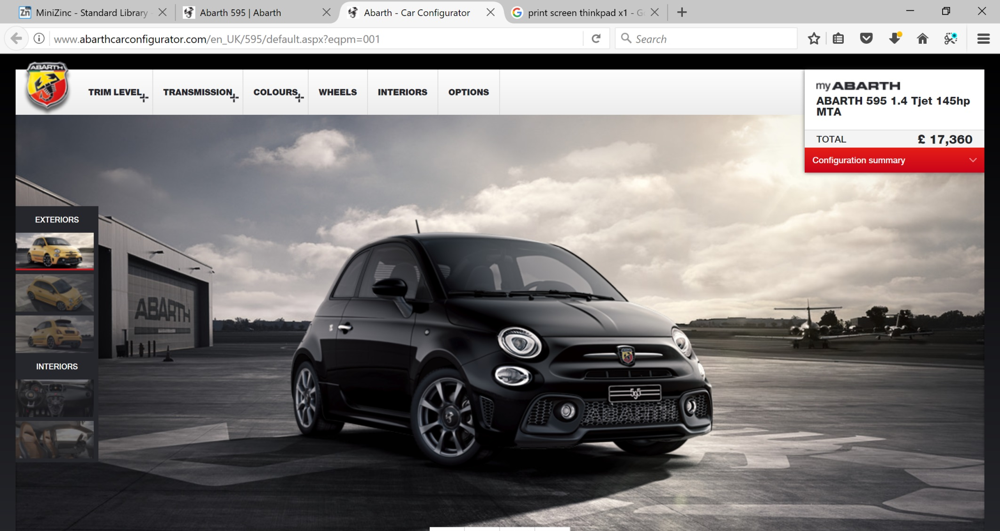 MiniZinc - Standard Library -
Abarth 595 | Abarth
Abarth - Car Configurator
print screen thinkpad x1 - Go
www.abarthcarconfigurator.com/en_UK/595/default.aspx?eqpm=001
Search
ABARTH
TRIM LEVEL
TRANSMISSION
COLOURS
WHEELS
INTERIORS
OPTIONS
my ABARTH
ABARTH 595 1.4 Tjet 145hp
MTA
TOTAL £ 17,360
Configuration summary
EXTERIORS
ABARTH
INTERIORS
595
ABARTH